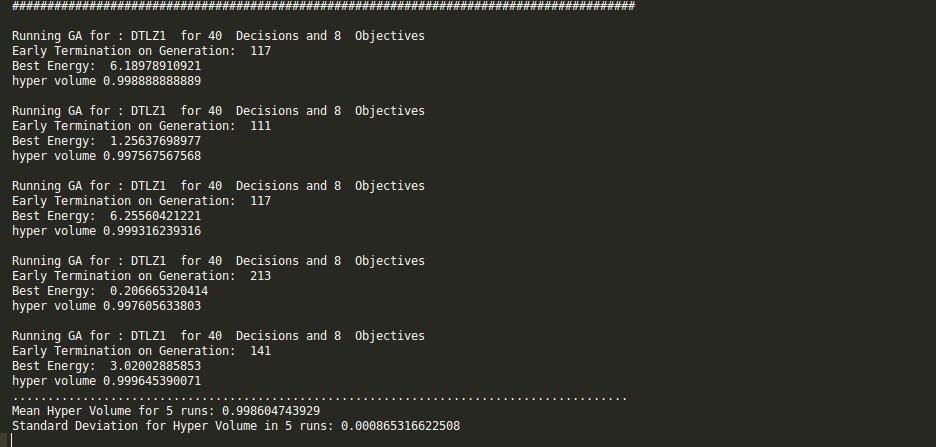 #########################################################################################
Running GA for : DTLZ1  for 40  Decisions and 8  Objectives
Early Termination on Generation:  117
Best Energy:  6.18978910921
hyper volume 0.998888888889
Running GA for : DTLZ1  for 40  Decisions and 8  Objectives
Early Termination on Generation:  111
Best Energy:  1.25637698977
hyper volume 0.997567567568
Running GA for : DTLZ1  for 40  Decisions and 8  Objectives
Early Termination on Generation:  117
Best Energy:  6.25560421221
hyper volume 0.999316239316
Running GA for : DTLZ1  for 40  Decisions and 8  Objectives
Early Termination on Generation:  213
Best Energy:  0.206665320414
hyper volume 0.997605633803
Running GA for : DTLZ1  for 40  Decisions and 8  Objectives
Early Termination on Generation:  141
Best Energy:  3.02002885853
hyper volume 0.999645390071
........................................................................................
Mean Hyper Volume for 5 runs: 0.998604743929
Standard Deviation for Hyper Volume in 5 runs: 0.000865316622508